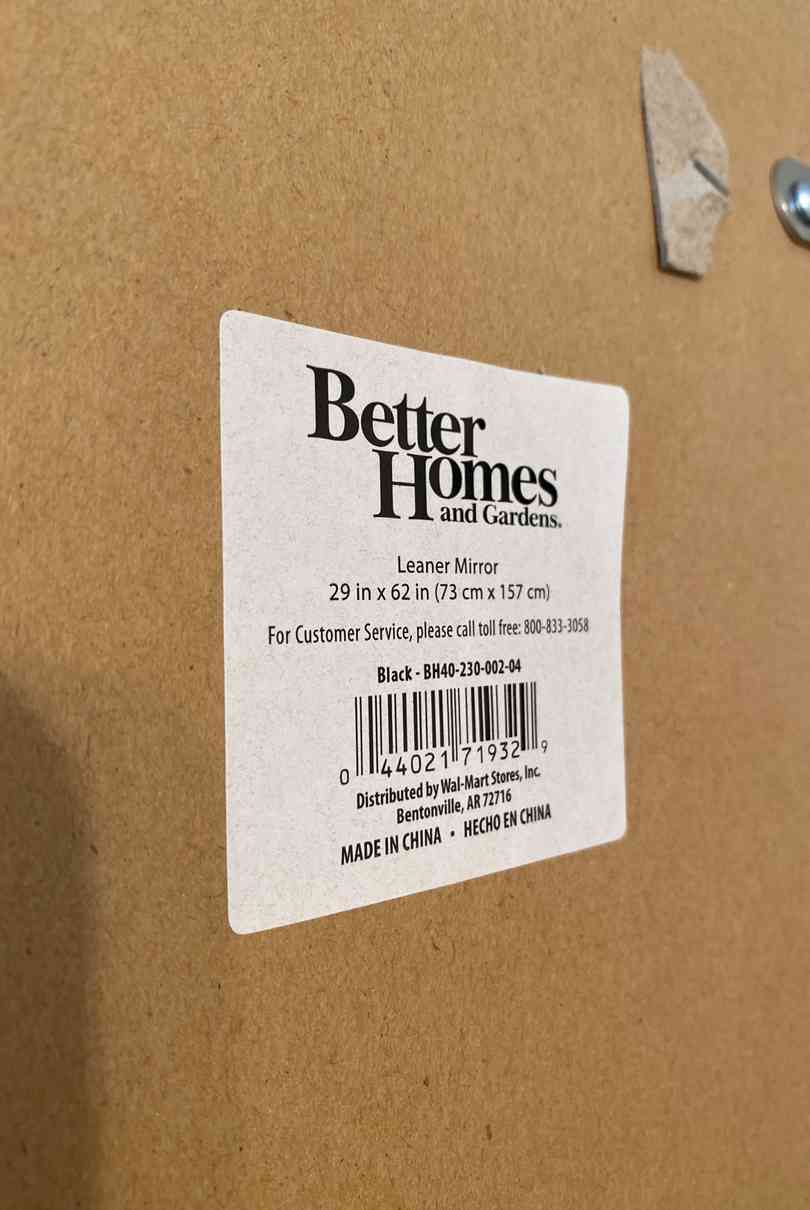 Better
Homes
and Gardens.
Leaner Mirror
29 in x 62 in (73 cm x 157 cm)
For Customer Service, please call toll free: 800-833-3058
Black - BH40-230-002-04
0 44021 71932 9
Distributed by Wal-Mart Stores, Inc.
Bentonville, AR 72716
MADE IN CHINA • HECHO EN CHINA